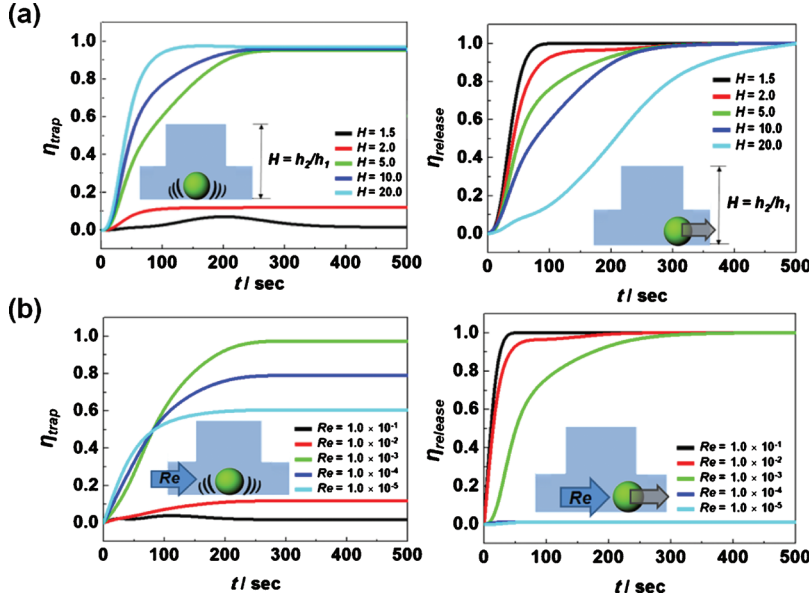 (a)
η_trap
1.0
0.8
0.6
0.4
0.2
0.0
0 100 200 300 400 500
t / sec
H = h₂/h₁
H = 1.5
H = 2.0
H = 5.0
H = 10.0
H = 20.0
η_release
1.0
0.8
0.6
0.4
0.2
0.0
0 100 200 300 400 500
t / sec
H = 1.5
H = 2.0
H = 5.0
H = 10.0
H = 20.0
H = h₂/h₁
(b)
η_trap
1.0
0.8
0.6
0.4
0.2
0.0
0 100 200 300 400 500
t / sec
Re
Re = 1.0 × 10⁻¹
Re = 1.0 × 10⁻²
Re = 1.0 × 10⁻³
Re = 1.0 × 10⁻⁴
Re = 1.0 × 10⁻⁵
η_release
1.0
0.8
0.6
0.4
0.2
0.0
0 100 200 300 400 500
t / sec
Re
Re = 1.0 × 10⁻¹
Re = 1.0 × 10⁻²
Re = 1.0 × 10⁻³
Re = 1.0 × 10⁻⁴
Re = 1.0 × 10⁻⁵